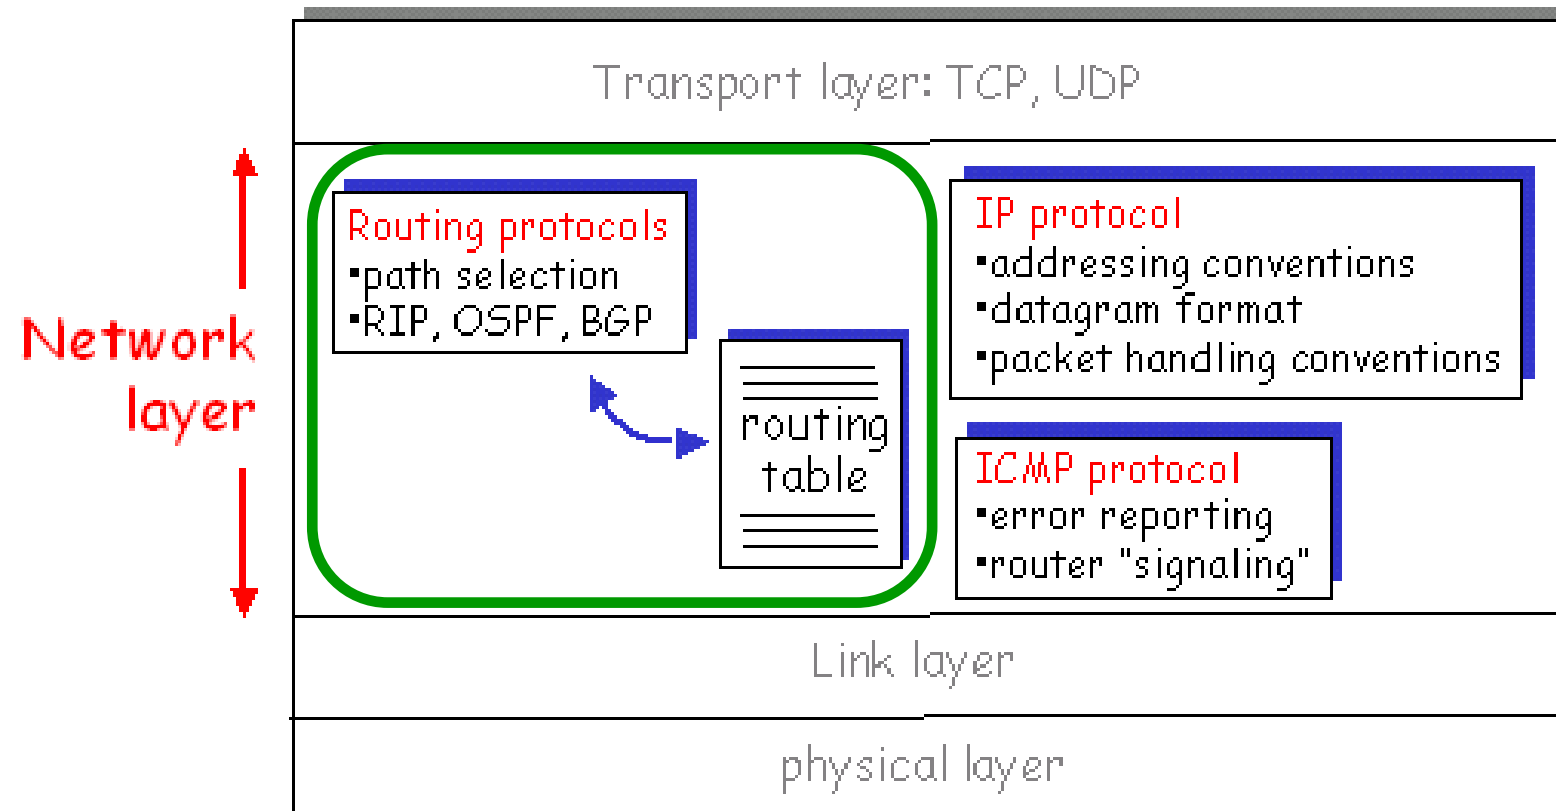 Transport layer: TCP, UDP
Network
layer
Routing protocols
▪path selection
▪RIP, OSPF, BGP
routing
table
IP protocol
▪addressing conventions
▪datagram format
▪packet handling conventions
ICMP protocol
▪error reporting
▪router "signaling"
Link layer
physical layer